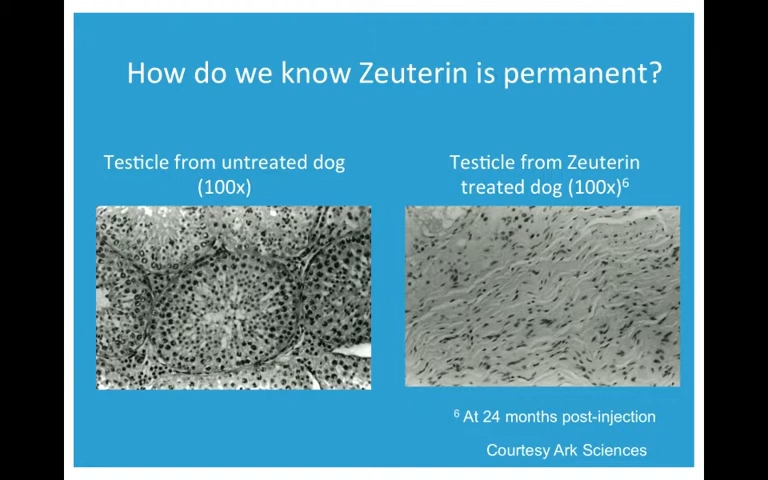 How do we know Zeuterin is permanent?
Testicle from untreated dog
(100x)
Testicle from Zeuterin
treated dog (100x)⁶
⁶ At 24 months post-injection
Courtesy Ark Sciences